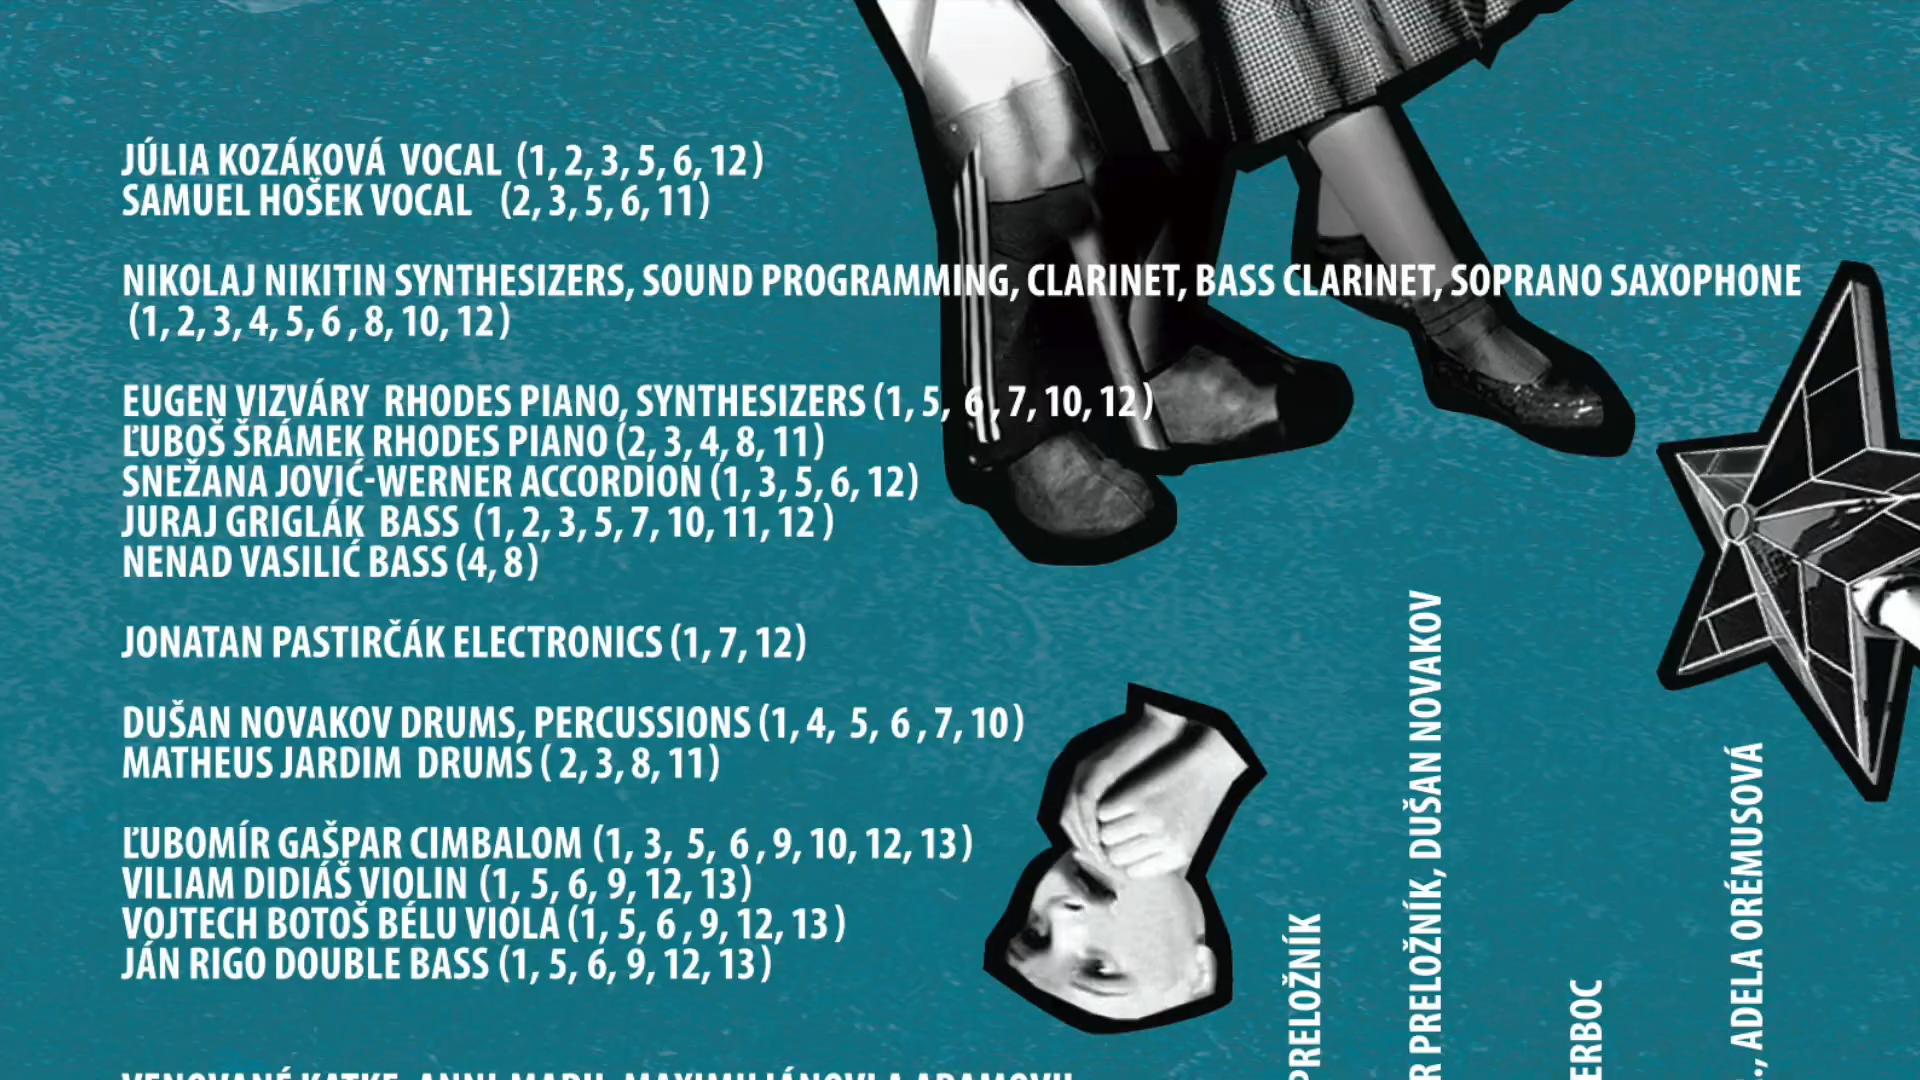 JÚLIA KOZÁKOVÁ VOCAL (1, 2, 3, 5, 6, 12)
SAMUEL HOŠEK VOCAL (2, 3, 5, 6, 11)
NIKOLAJ NIKITIN SYNTHESIZERS, SOUND PROGRAMMING, CLARINET, BASS CLARINET, SOPRANO SAXOPHONE
(1, 2, 3, 4, 5, 6 , 8, 10, 12)
EUGEN VIZVÁRY RHODES PIANO, SYNTHESIZERS (1, 5, 6 , 7, 10, 12)
ĽUBOŠ ŠRÁMEK RHODES PIANO (2, 3, 4, 8, 11)
SNEŽANA JOVIĆ-WERNER ACCORDION (1, 3, 5, 6, 12)
JURAJ GRIGLÁK BASS (1, 2, 3, 5, 7, 10, 11, 12)
NENAD VASILIĆ BASS (4, 8)
JONATAN PASTIRČÁK ELECTRONICS (1, 7, 12)
DUŠAN NOVAKOV DRUMS, PERCUSSIONS (1, 4, 5, 6 , 7, 10)
MATHEUS JARDIM DRUMS ( 2, 3, 8, 11)
ĽUBOMÍR GAŠPAR CIMBALOM (1, 3, 5, 6 , 9, 10, 12, 13)
VILIAM DIDIÁŠ VIOLIN (1, 5, 6, 9, 12, 13)
VOJTECH BOTOŠ BÉLU VIOLA (1, 5, 6 , 9, 12, 13)
JÁN RIGO DOUBLE BASS (1, 5, 6, 9, 12, 13)
PRELOŽNÍK
R PRELOŽNÍK, DUŠAN NOVAKOV
ERBOC
., ADELA ORÉMUSOVÁ